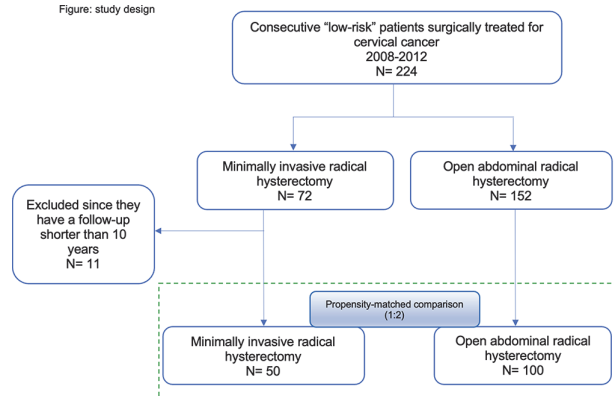 Figure: study design
Consecutive “low-risk” patients surgically treated for
cervical cancer
2008-2012
N= 224
Minimally invasive radical
hysterectomy
N= 72
Open abdominal radical
hysterectomy
N= 152
Excluded since they
have a follow-up
shorter than 10
years
N= 11
Propensity-matched comparison
(1:2)
Minimally invasive radical
hysterectomy
N= 50
Open abdominal radical
hysterectomy
N= 100